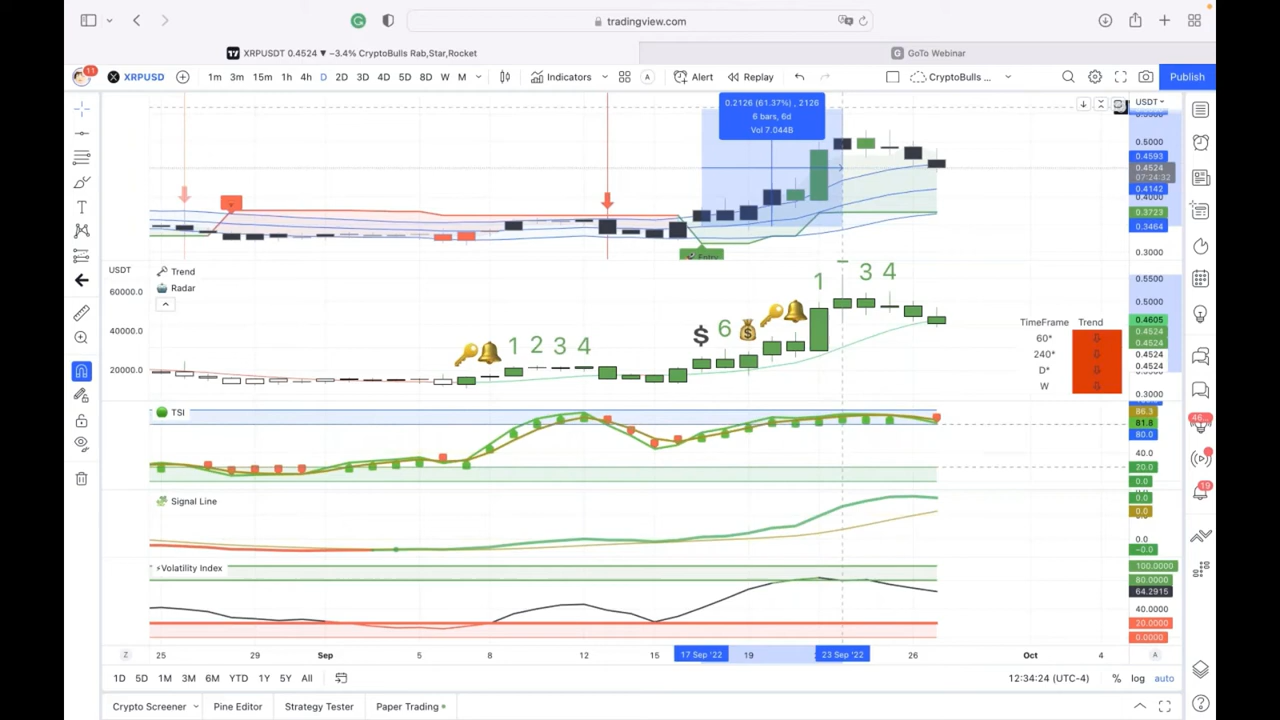 tradingview.com
XRPUSDT 0.4524 ▼ −3.4% CryptoBulls Rab,Star,Rocket
GoTo Webinar
11
XRPUSD
1m 3m 15m 1h 4h D 2D 3D 4D 5D 8D W M
Indicators
Alert
Replay
CryptoBulls ...
Publish
0.2126 (61.37%) , 2126
6 bars, 6d
Vol 7.044B
USDT
0.5000
0.4593
0.4524
07:24:32
0.4142
0.4000
0.3723
0.3464
0.3000
Entry
USDT
Trend
Radar
60000.0
40000.0
20000.0
1 2 3 4
$ 6
1 3 4
TimeFrame Trend
60*
240*
D*
W
0.5500
0.5000
0.4605
0.4524
0.4524
0.4524
0.4524
0.3000
TSI
86.3
81.8
80.0
40.0
20.0
0.0
Signal Line
0.0
0.0
0.0
−0.0
⚡Volatility Index
100.0000
80.0000
64.2915
40.0000
20.0000
0.0000
46
19
Z
25 29 Sep 5 8 12 15 17 Sep '22 19 23 Sep '22 26 Oct 4
A
1D 5D 1M 3M 6M YTD 1Y 5Y All
12:34:24 (UTC-4) % log auto
Crypto Screener Pine Editor Strategy Tester Paper Trading